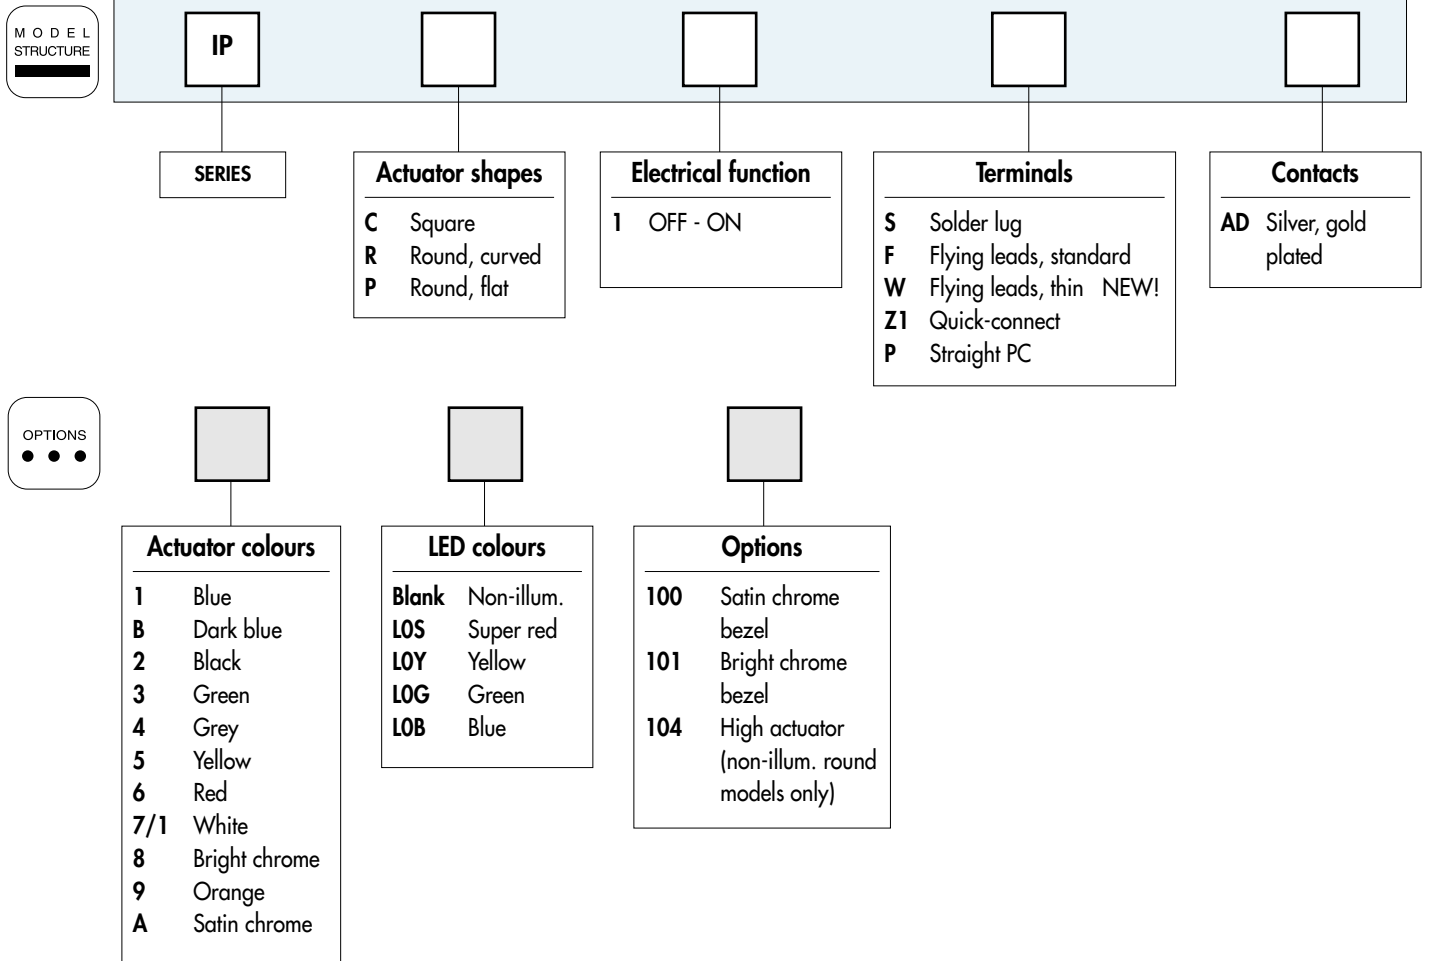 MODEL
STRUCTURE
IP
SERIES
Actuator shapes
C Square
R Round, curved
P Round, flat
Electrical function
1 OFF - ON
Terminals
S Solder lug
F Flying leads, standard
W Flying leads, thin NEW!
Z1 Quick-connect
P Straight PC
Contacts
AD Silver, gold
plated
OPTIONS
Actuator colours
1 Blue
B Dark blue
2 Black
3 Green
4 Grey
5 Yellow
6 Red
7/1 White
8 Bright chrome
9 Orange
A Satin chrome
LED colours
Blank Non-illum.
L0S Super red
L0Y Yellow
L0G Green
L0B Blue
Options
100 Satin chrome
bezel
101 Bright chrome
bezel
104 High actuator
(non-illum. round
models only)